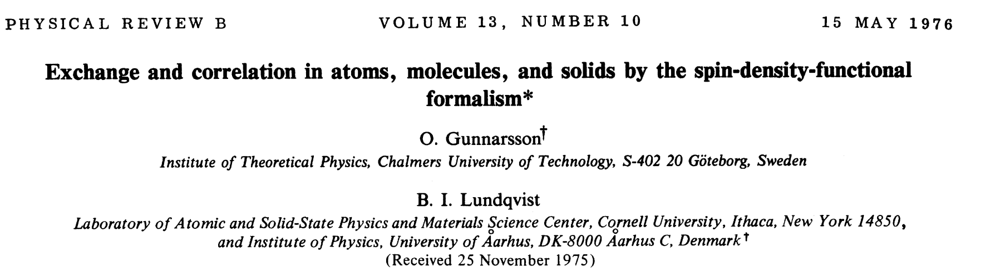 PHYSICAL REVIEW B VOLUME 13, NUMBER 10 15 MAY 1976
Exchange and correlation in atoms, molecules, and solids by the spin-density-functional
formalism*
O. Gunnarsson†
Institute of Theoretical Physics, Chalmers University of Technology, S-402 20 Göteborg, Sweden
B. I. Lundqvist
Laboratory of Atomic and Solid-State Physics and Materials Science Center, Cornell University, Ithaca, New York 14850,
and Institute of Physics, University of Åarhus, DK-8000 Åarhus C, Denmark†
(Received 25 November 1975)